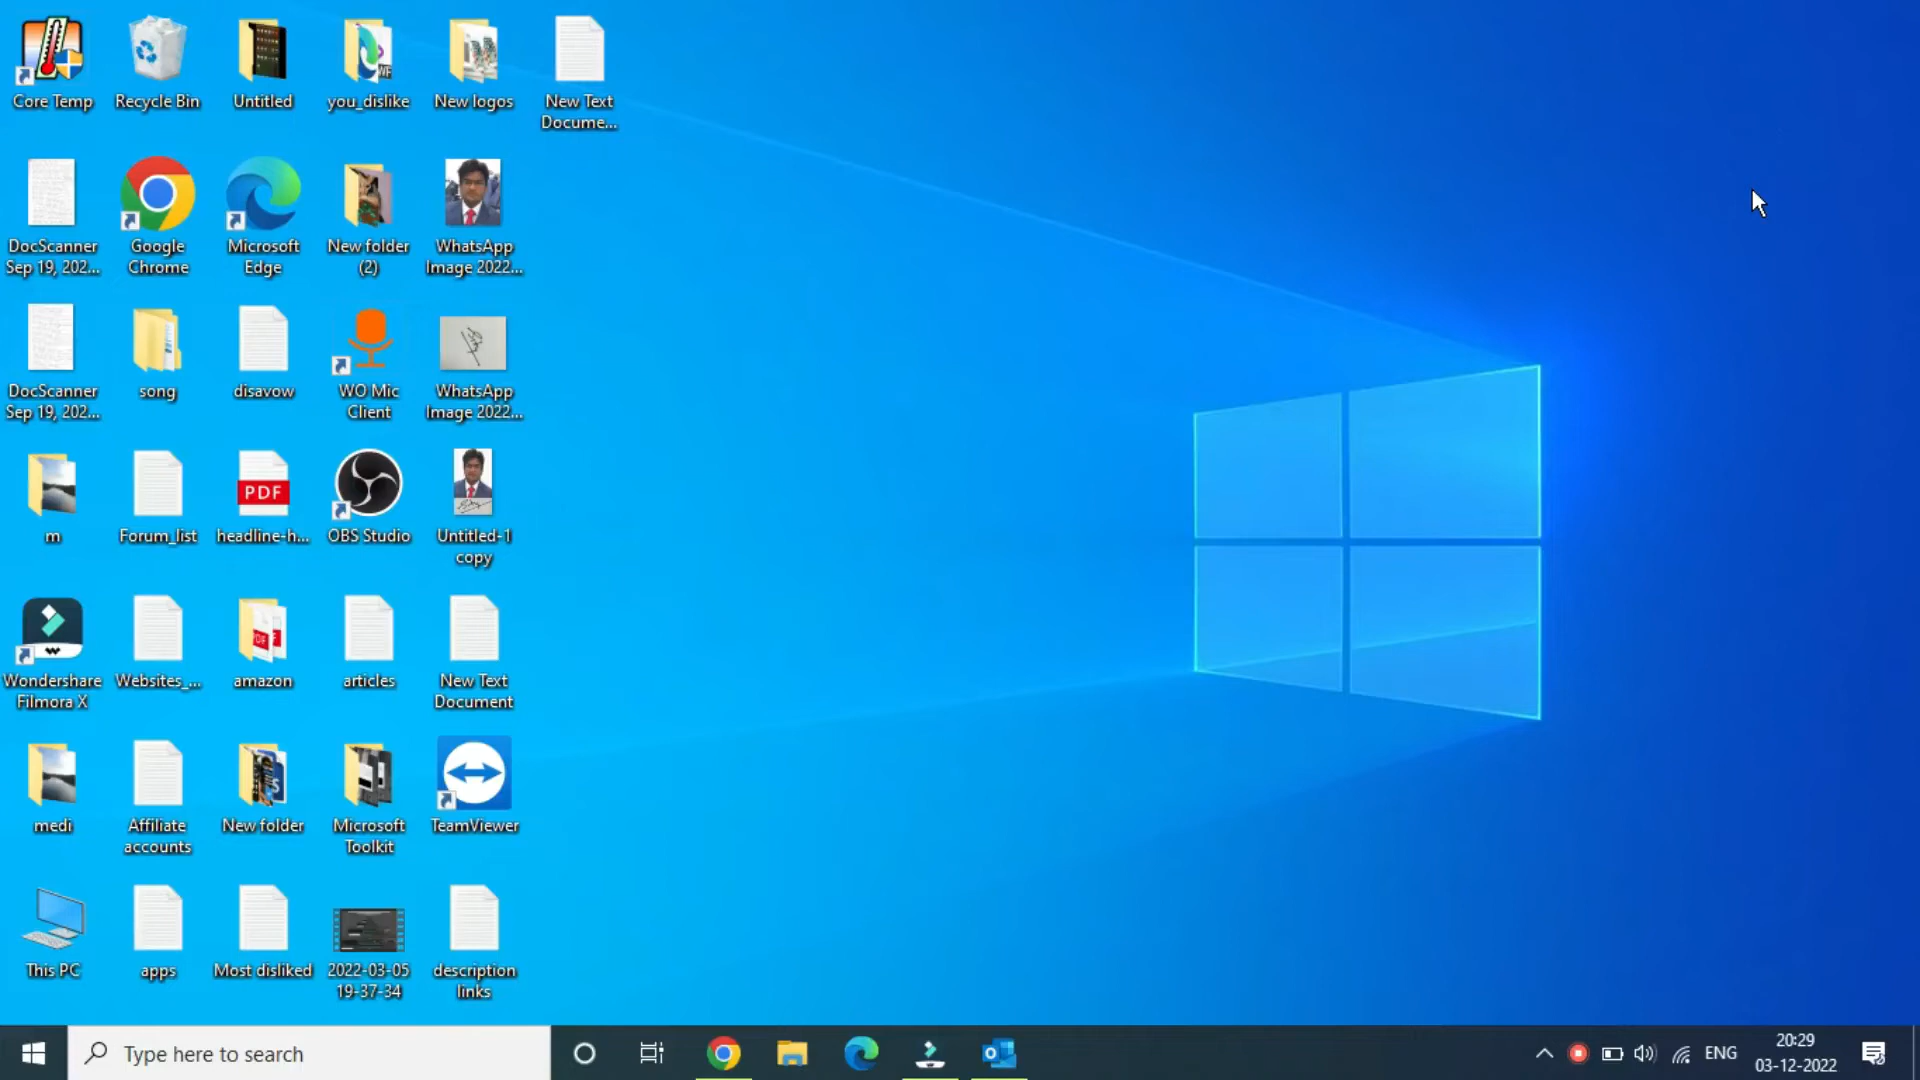 Core Temp
Recycle Bin
Untitled
you_dislike
New logos
New Text
Docume...
DocScanner
Sep 19, 202...
Google
Chrome
Microsoft
Edge
New folder
(2)
WhatsApp
Image 2022...
DocScanner
Sep 19, 202...
song
disavow
WO Mic
Client
WhatsApp
Image 2022...
m
Forum_list
PDF
headline-h...
OBS Studio
Untitled-1
copy
Wondershare
Filmora X
Websites_...
amazon
articles
New Text
Document
medi
Affiliate
accounts
New folder
Microsoft
Toolkit
TeamViewer
This PC
apps
Most disliked
2022-03-05
19-37-34
description
links
Type here to search
ENG
20:29
03-12-2022